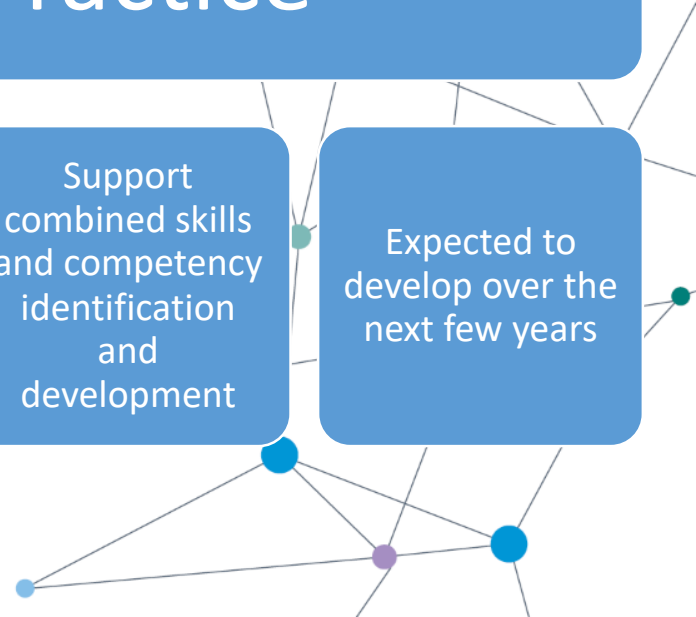 Support
combined skills
and competency
identification
and
development
Expected to
develop over the
next few years